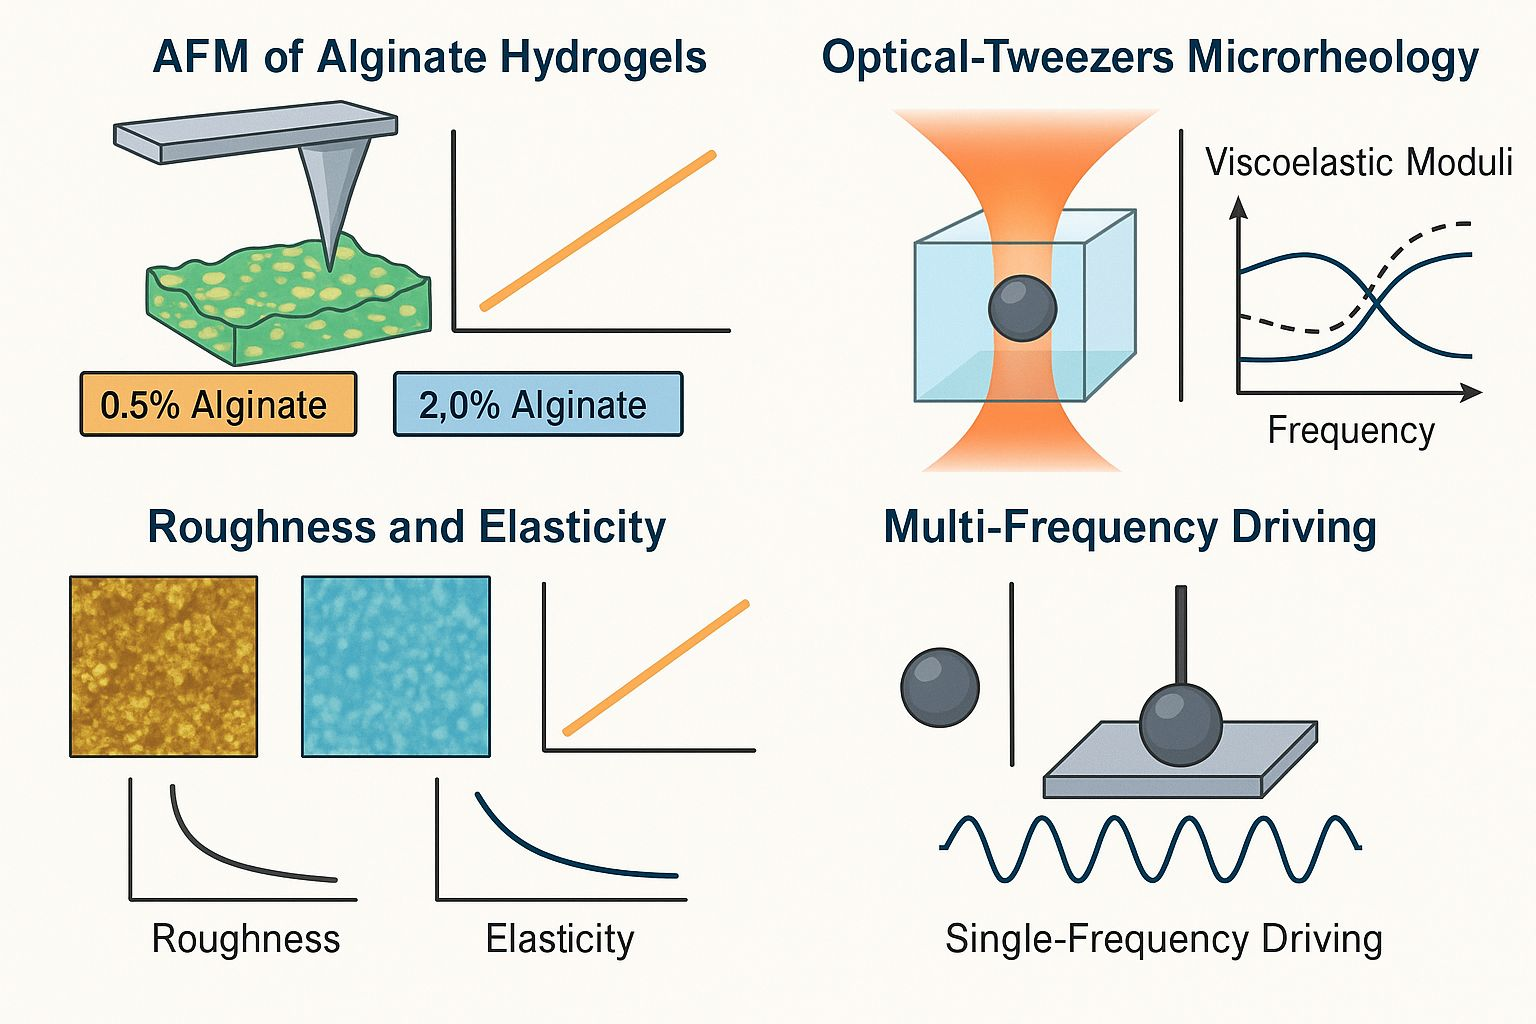 AFM of Alginate Hydrogels
0.5% Alginate
2,0% Alginate
Optical-Tweezers Microrheology
Viscoelastic Moduli
Frequency
Roughness and Elasticity
Roughness
Elasticity
Multi-Frequency Driving
Single-Frequency Driving